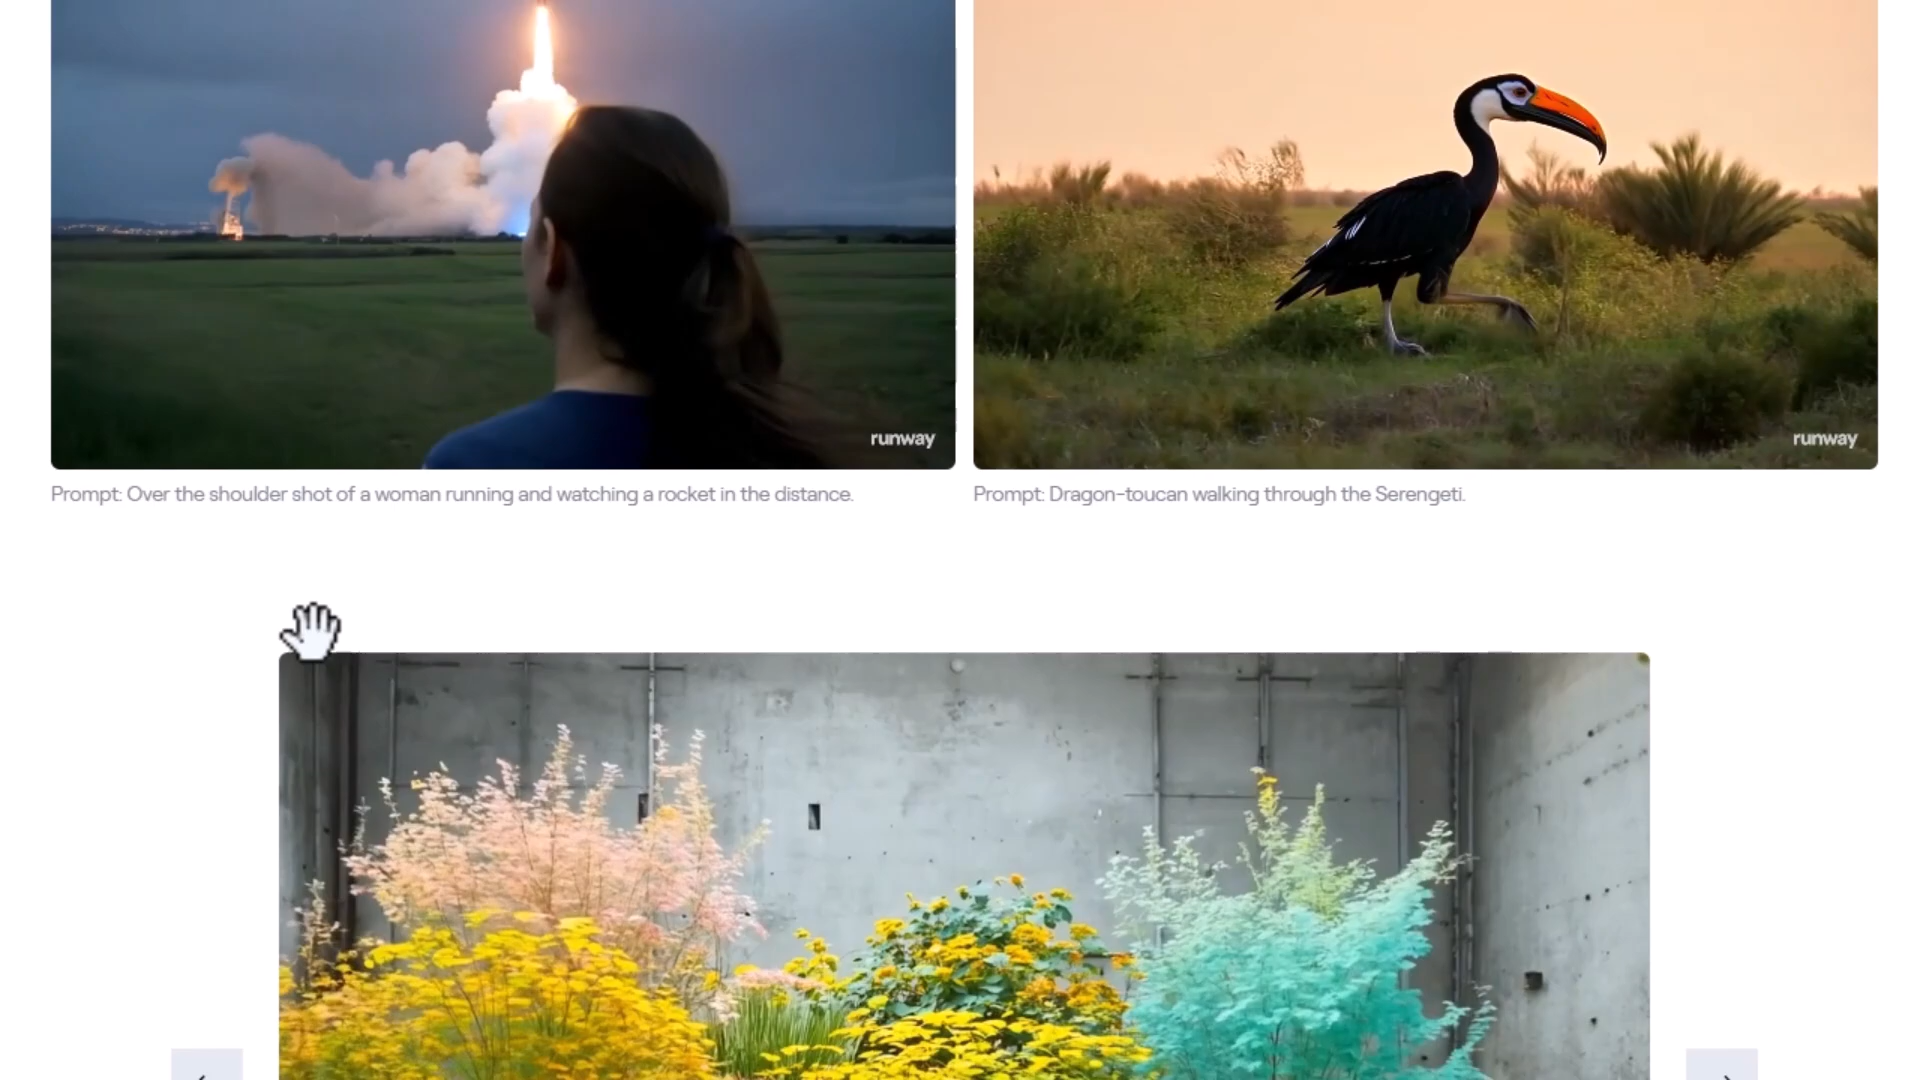 runway
runway
Prompt: Over the shoulder shot of a woman running and watching a rocket in the distance.
Prompt: Dragon-toucan walking through the Serengeti.